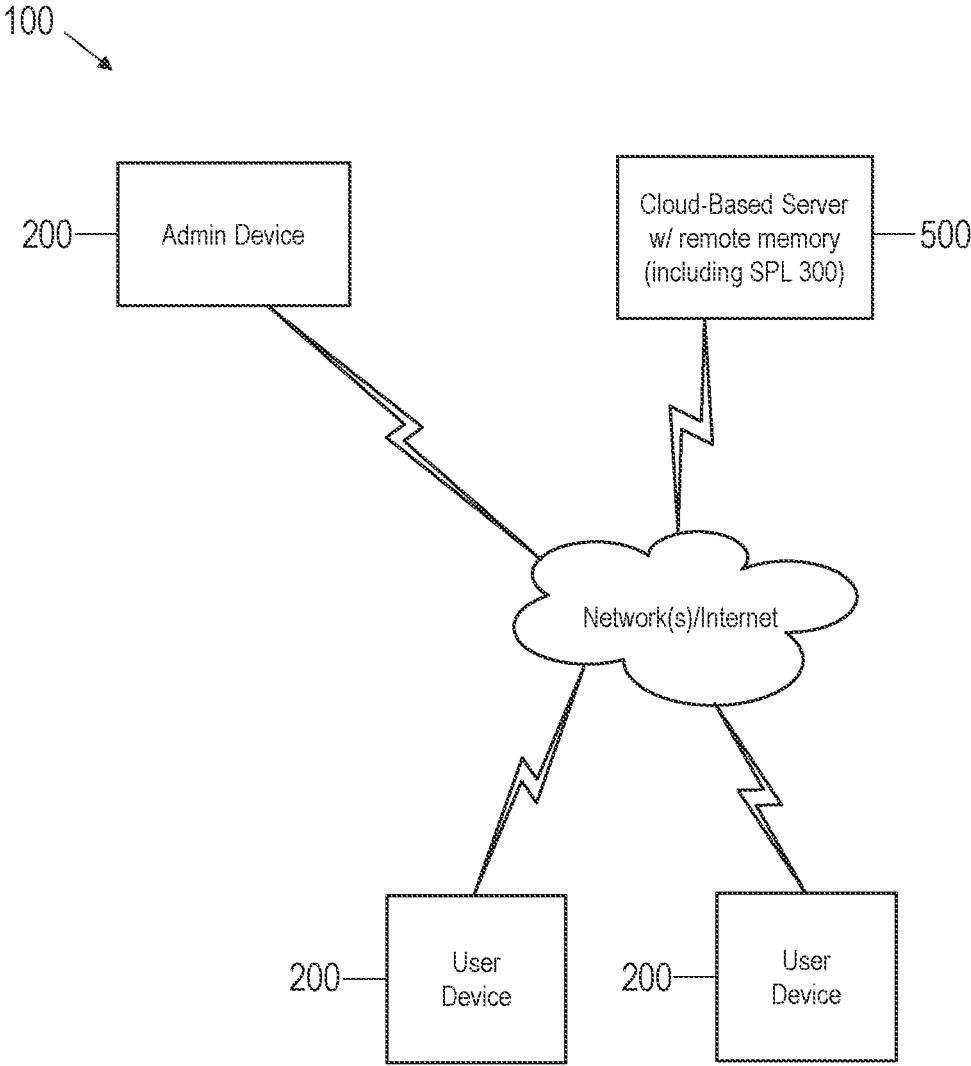 100
200
Admin Device
Cloud-Based Server
w/ remote memory
(including SPL 300)
500
Network(s)/Internet
200
User
Device
200
User
Device